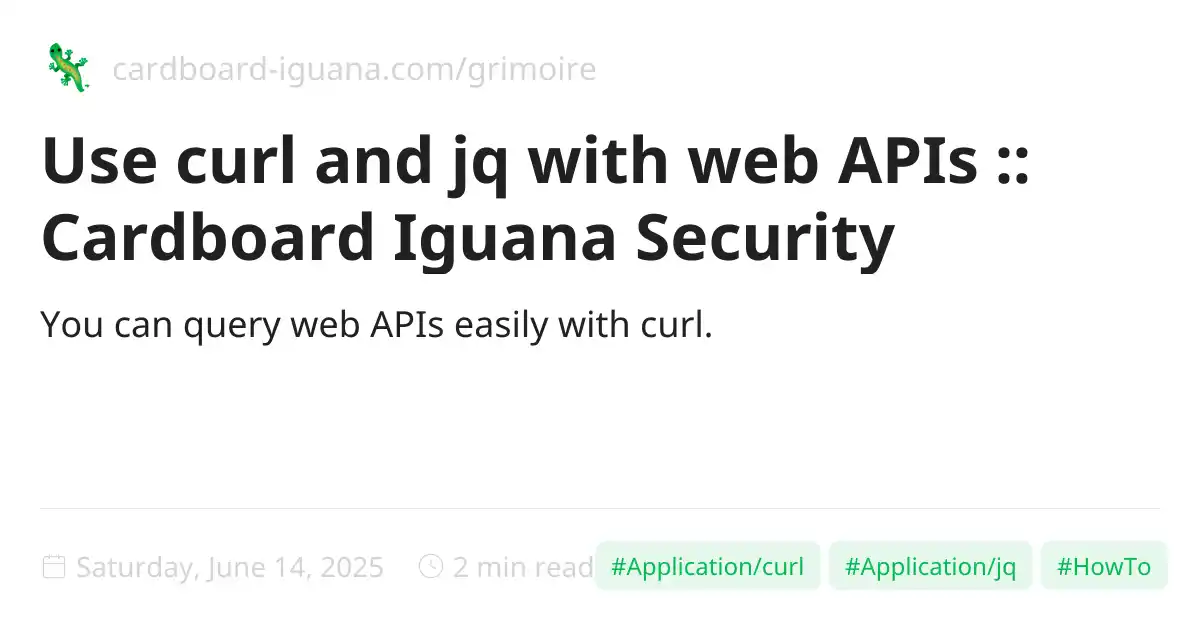 cardboard-iguana.com/grimoire
Use curl and jq with web APIs ::
Cardboard Iguana Security
You can query web APIs easily with curl.
Saturday, June 14, 2025 2 min read #Application/curl #Application/jq #HowTo